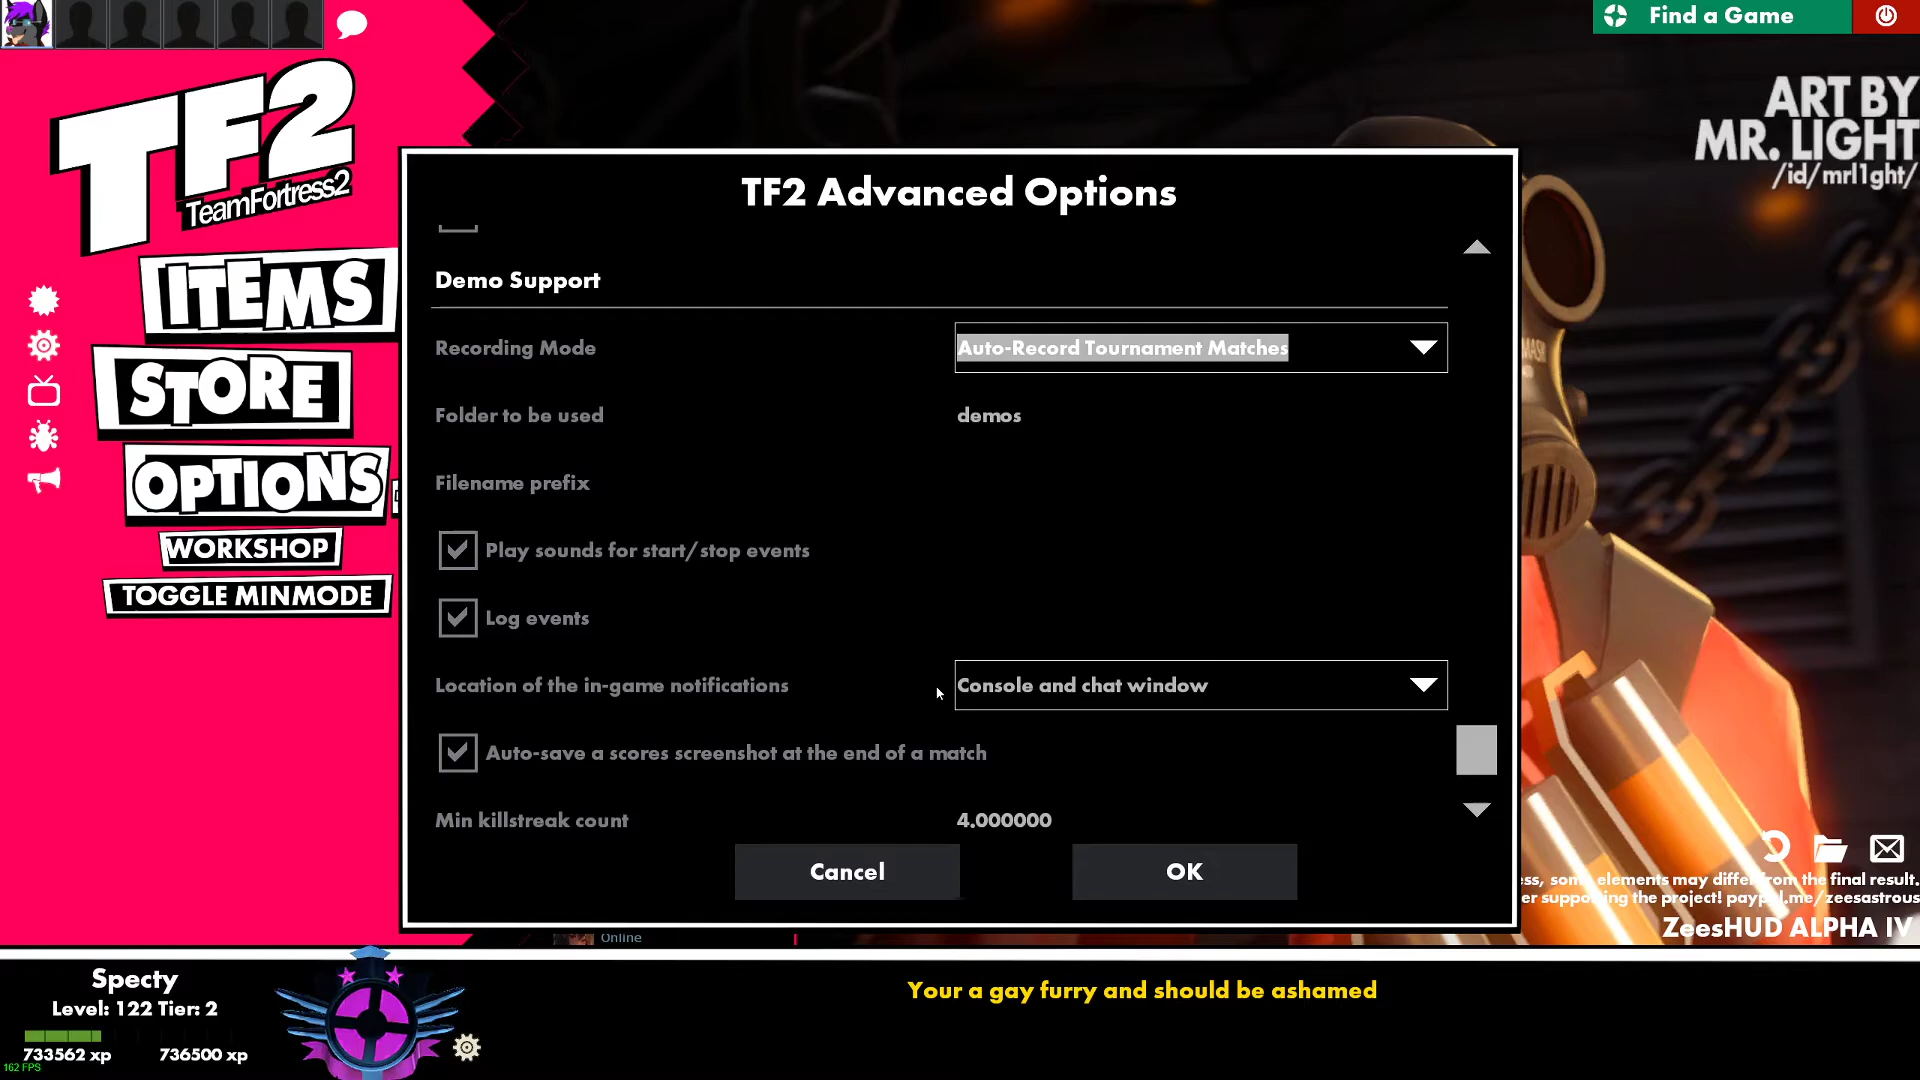 Find a Game
TF2
TeamFortress2
ART BY
MR. LIGHT
/id/mrl1ght/
TF2 Advanced Options
ITEMS
STORE
OPTIONS
WORKSHOP
TOGGLE MINMODE
Demo Support
Recording Mode
Auto-Record Tournament Matches
Folder to be used
demos
Filename prefix
Play sounds for start/stop events
Log events
Location of the in-game notifications
Console and chat window
Auto-save a scores screenshot at the end of a match
Min killstreak count
4.000000
Cancel
OK
elements may differ from the final result.
the project! paypal.me/zeesastrous
ZeesHUD ALPHA IV
Online
Specty
Level: 122 Tier: 2
733562 xp
736500 xp
162 FPS
Your a gay furry and should be ashamed